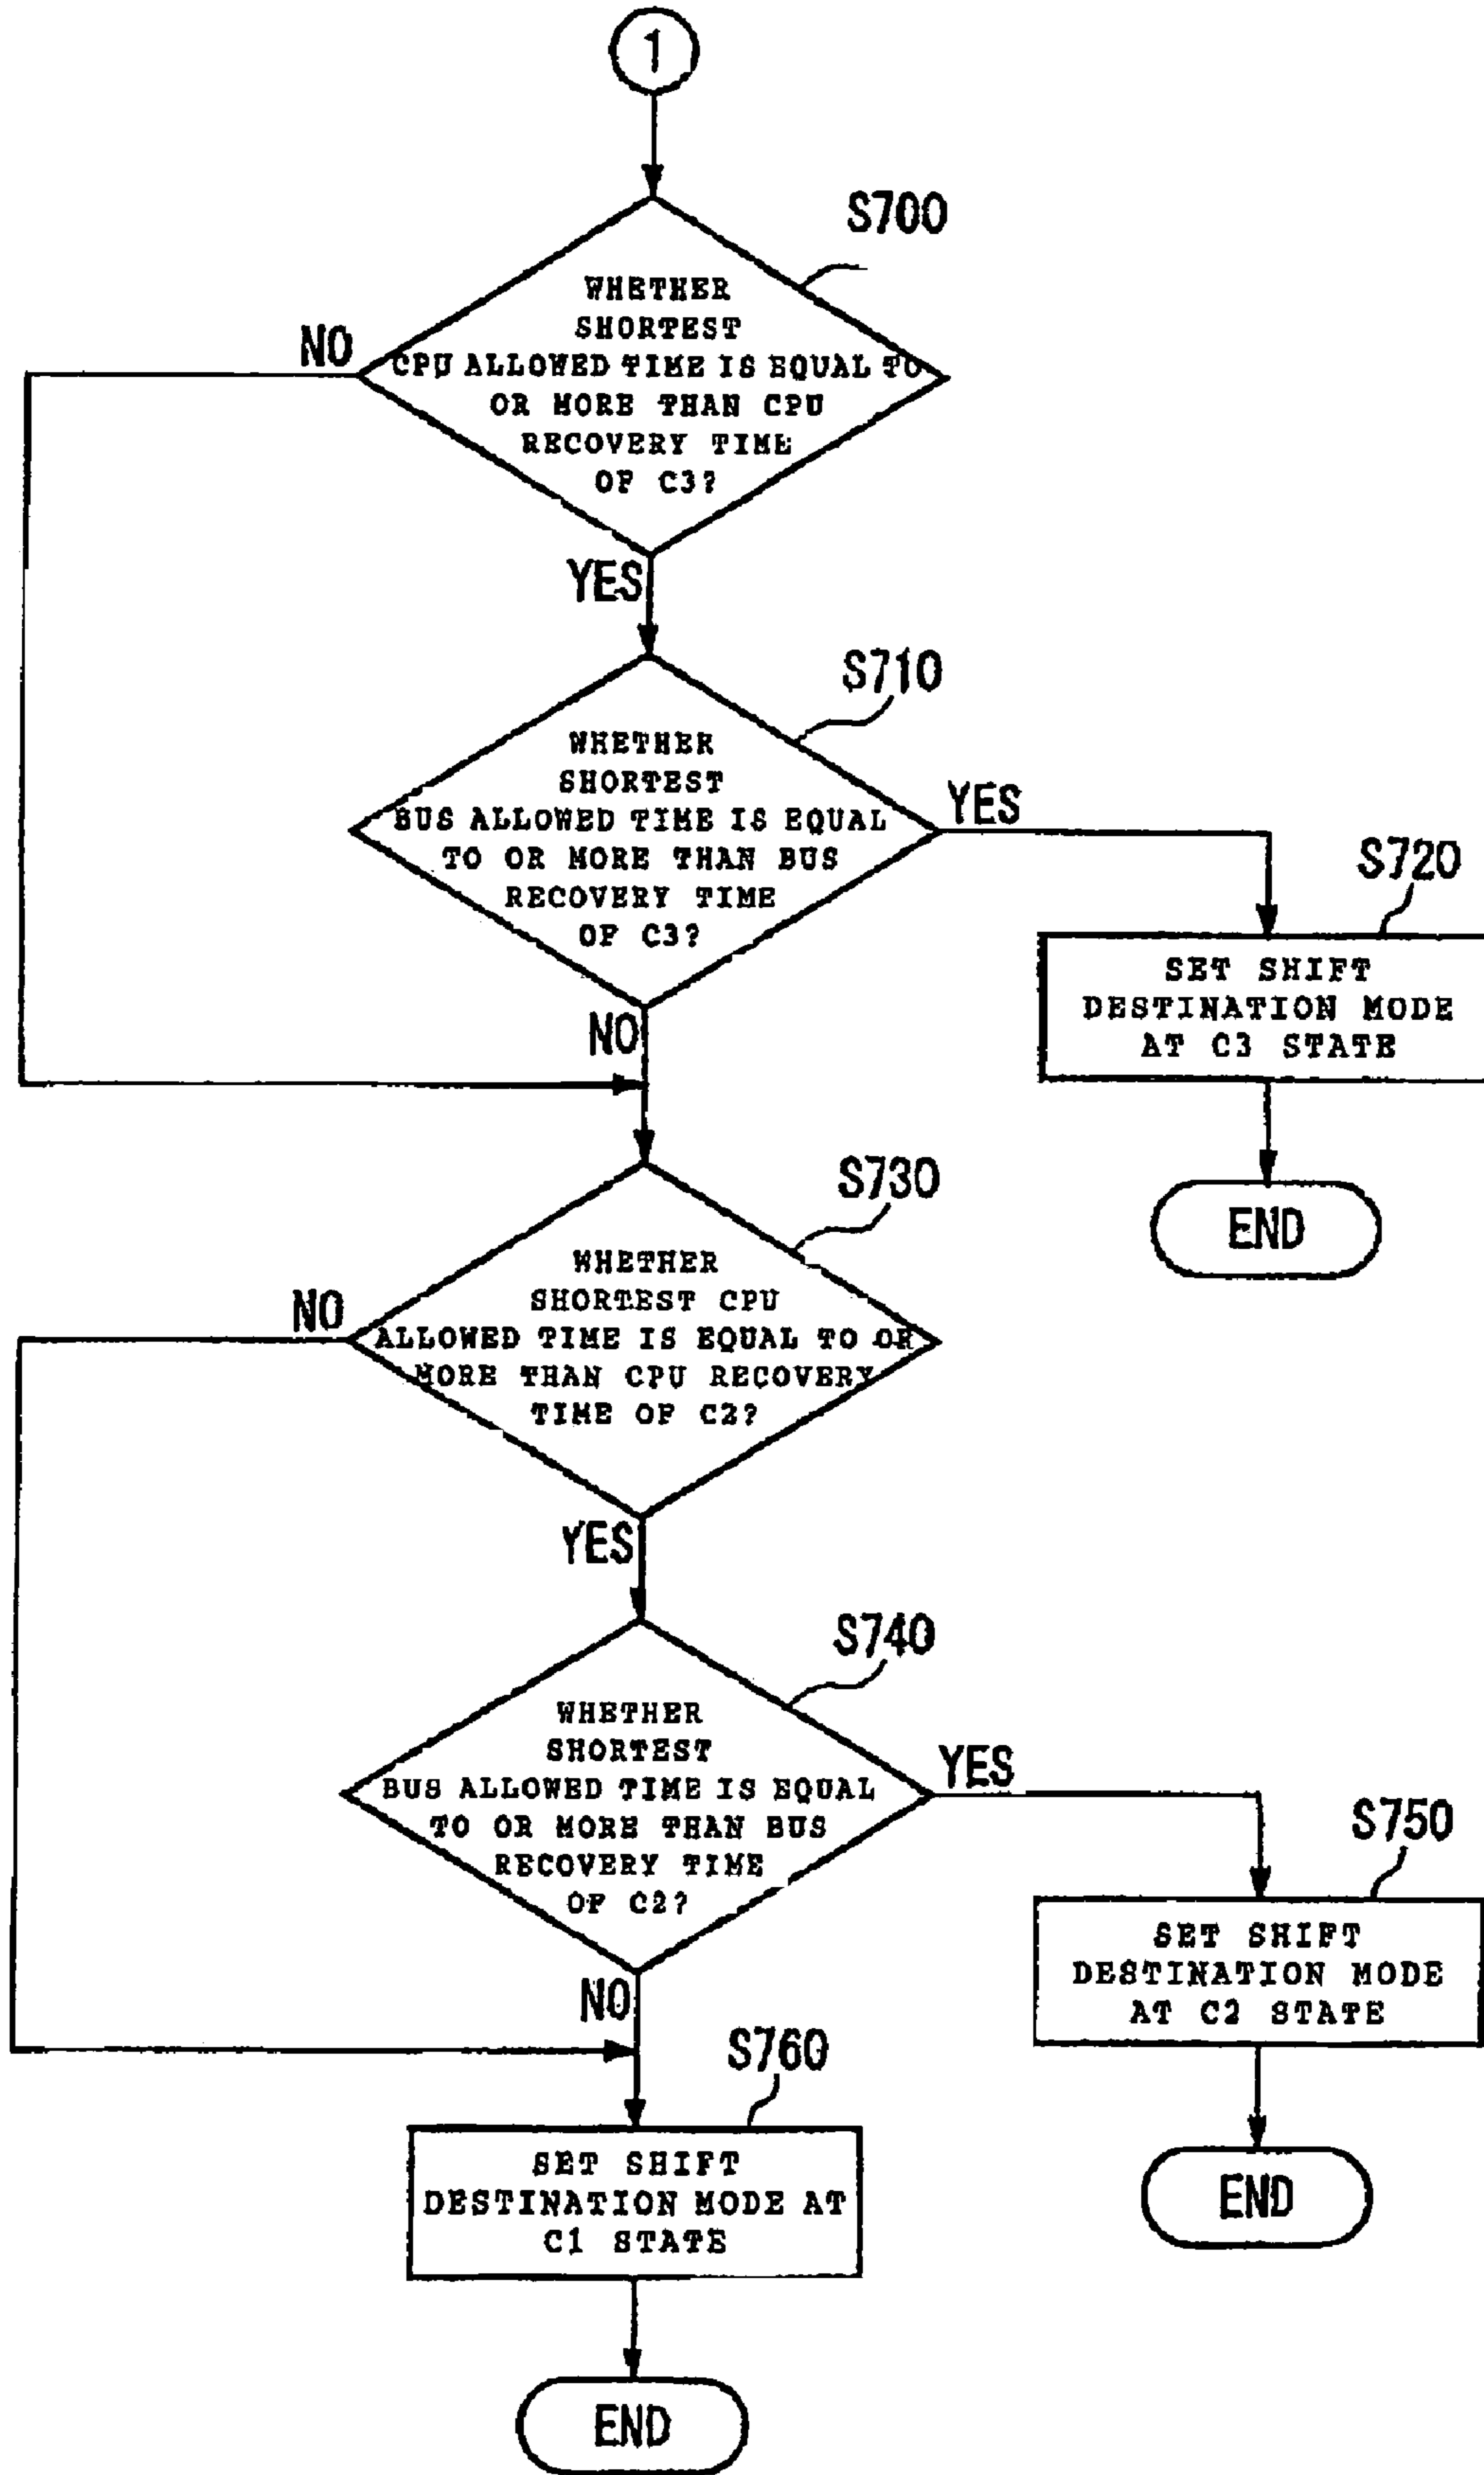 1
S700
WHETHER
SHORTEST
CPU ALLOWED TIME IS EQUAL TO
OR MORE THAN CPU
RECOVERY TIME
OF C3?
NO
YES
S710
WHETHER
SHORTEST
BUS ALLOWED TIME IS EQUAL
TO OR MORE THAN BUS
RECOVERY TIME
OF C3?
YES
NO
S720
SET SHIFT
DESTINATION MODE
AT C3 STATE
END
S730
WHETHER
SHORTEST CPU
ALLOWED TIME IS EQUAL TO OR
MORE THAN CPU RECOVERY
TIME OF C2?
NO
YES
S740
WHETHER
SHORTEST
BUS ALLOWED TIME IS EQUAL
TO OR MORE THAN BUS
RECOVERY TIME
OF C2?
YES
NO
S750
SET SHIFT
DESTINATION MODE
AT C2 STATE
END
S760
SET SHIFT
DESTINATION MODE AT
C1 STATE
END